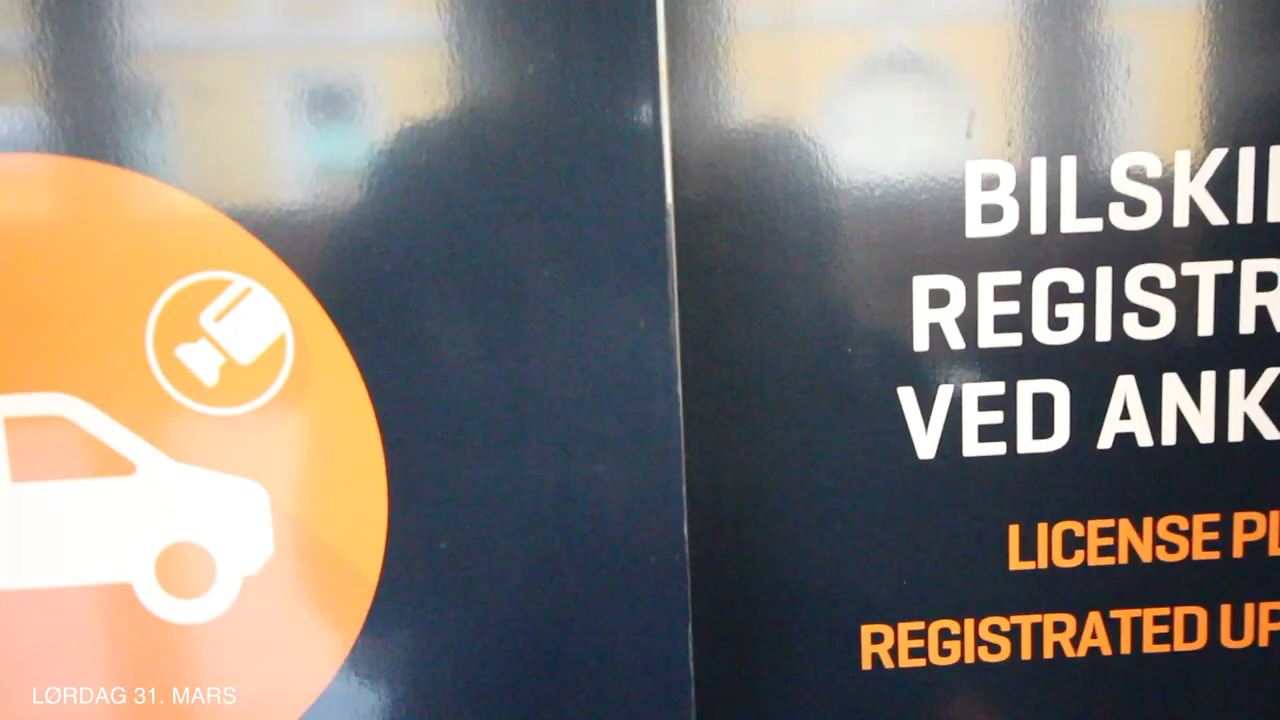 BILSKI
REGISTR
VED ANK
LICENSE PL
REGISTRATED UP
LØRDAG 31. MARS